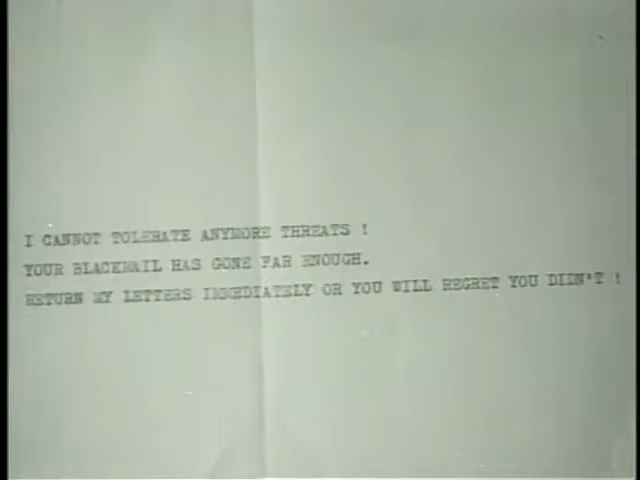 I CANNOT TOLERATE ANYMORE THREATS !
YOUR BLACKMAIL HAS GONE FAR ENOUGH.
RETURN MY LETTERS IMMEDIATELY OR YOU WILL REGRET YOU DIDN'T !